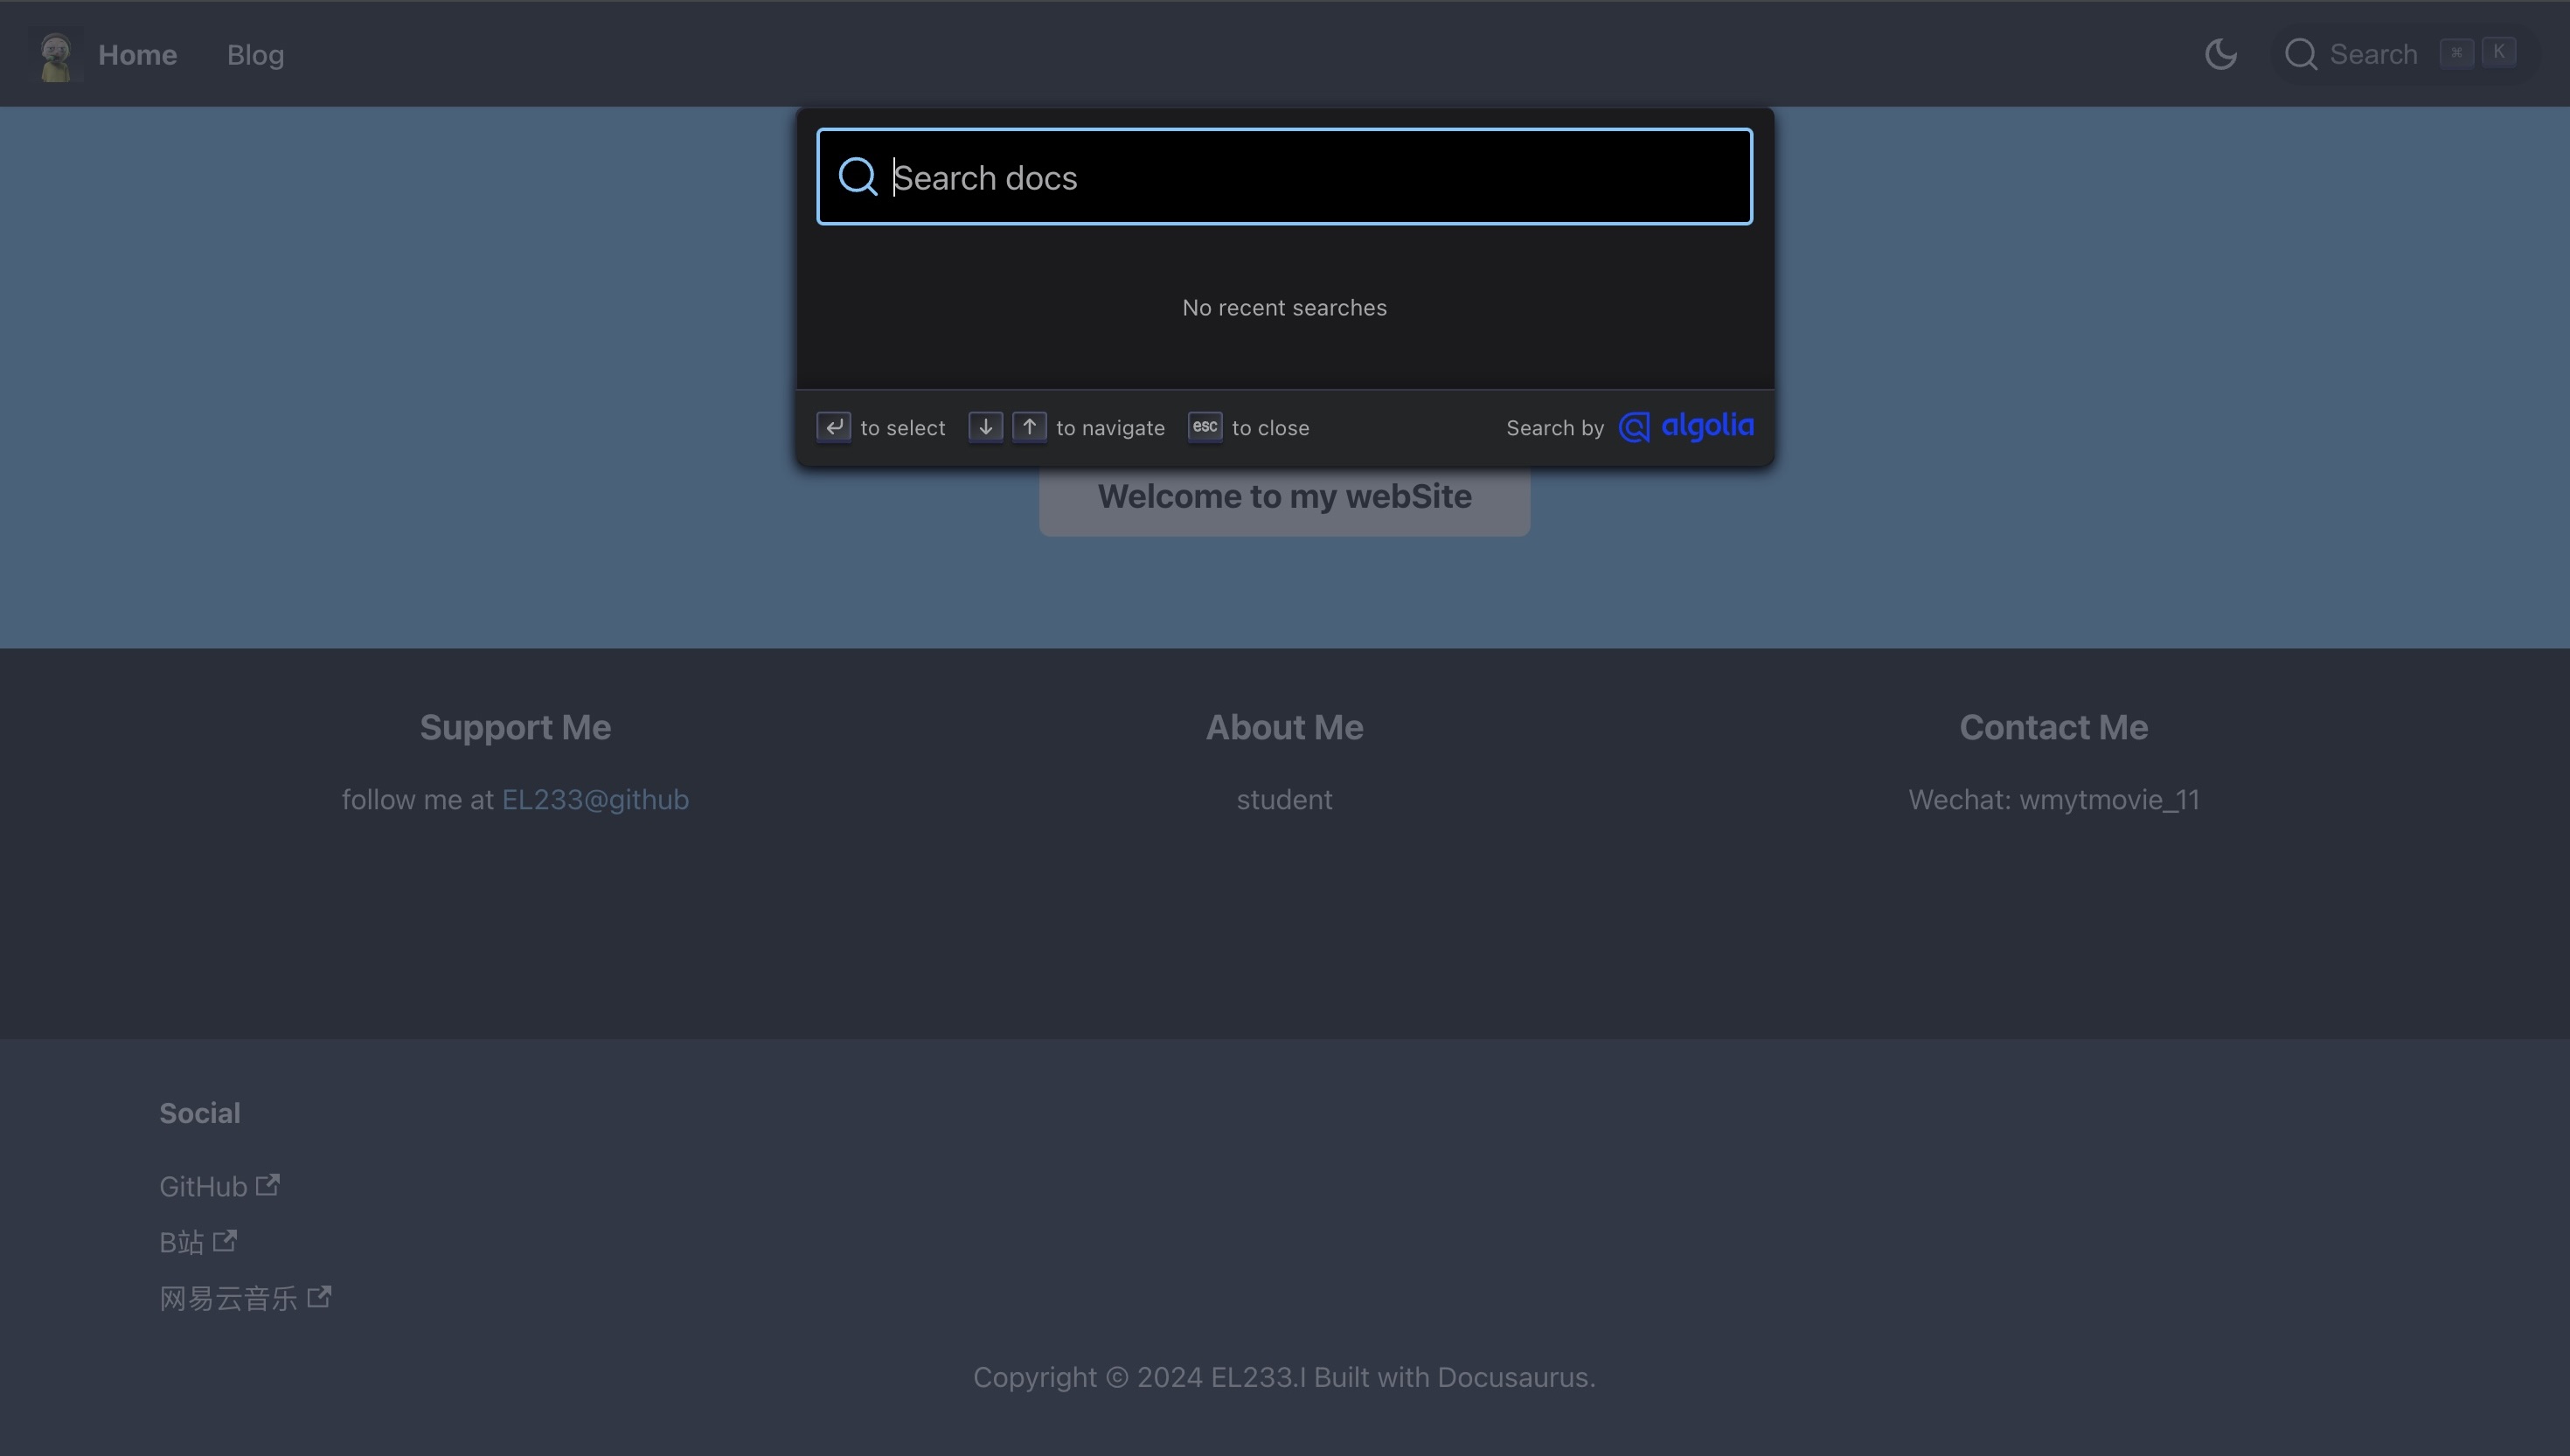 Home Blog Search ⌘ K
Search docs
No recent searches
to select to navigate esc to close Search by algolia
Welcome to my webSite
Support Me
follow me at EL233@github
About Me
student
Contact Me
Wechat: wmytmovie_11
Social
GitHub
B站
网易云音乐
Copyright © 2024 EL233.I Built with Docusaurus.